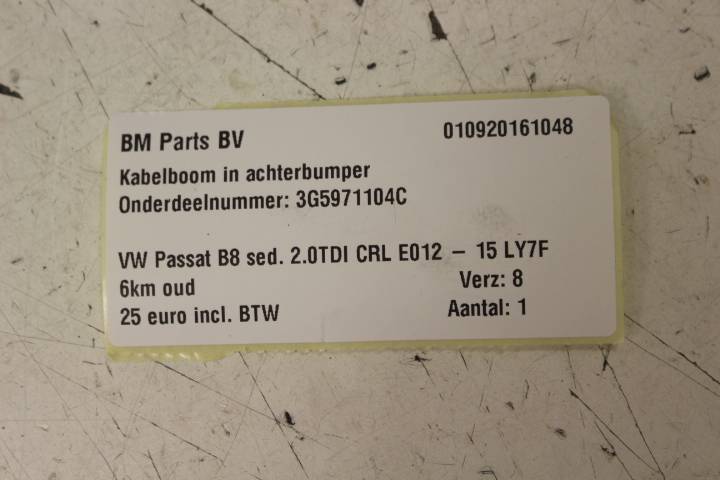 BM Parts BV 010920161048
Kabelboom in achterbumper
Onderdeelnummer: 3G5971104C
VW Passat B8 sed. 2.0TDI CRL E012 – 15 LY7F
6km oud Verz: 8
25 euro incl. BTW Aantal: 1